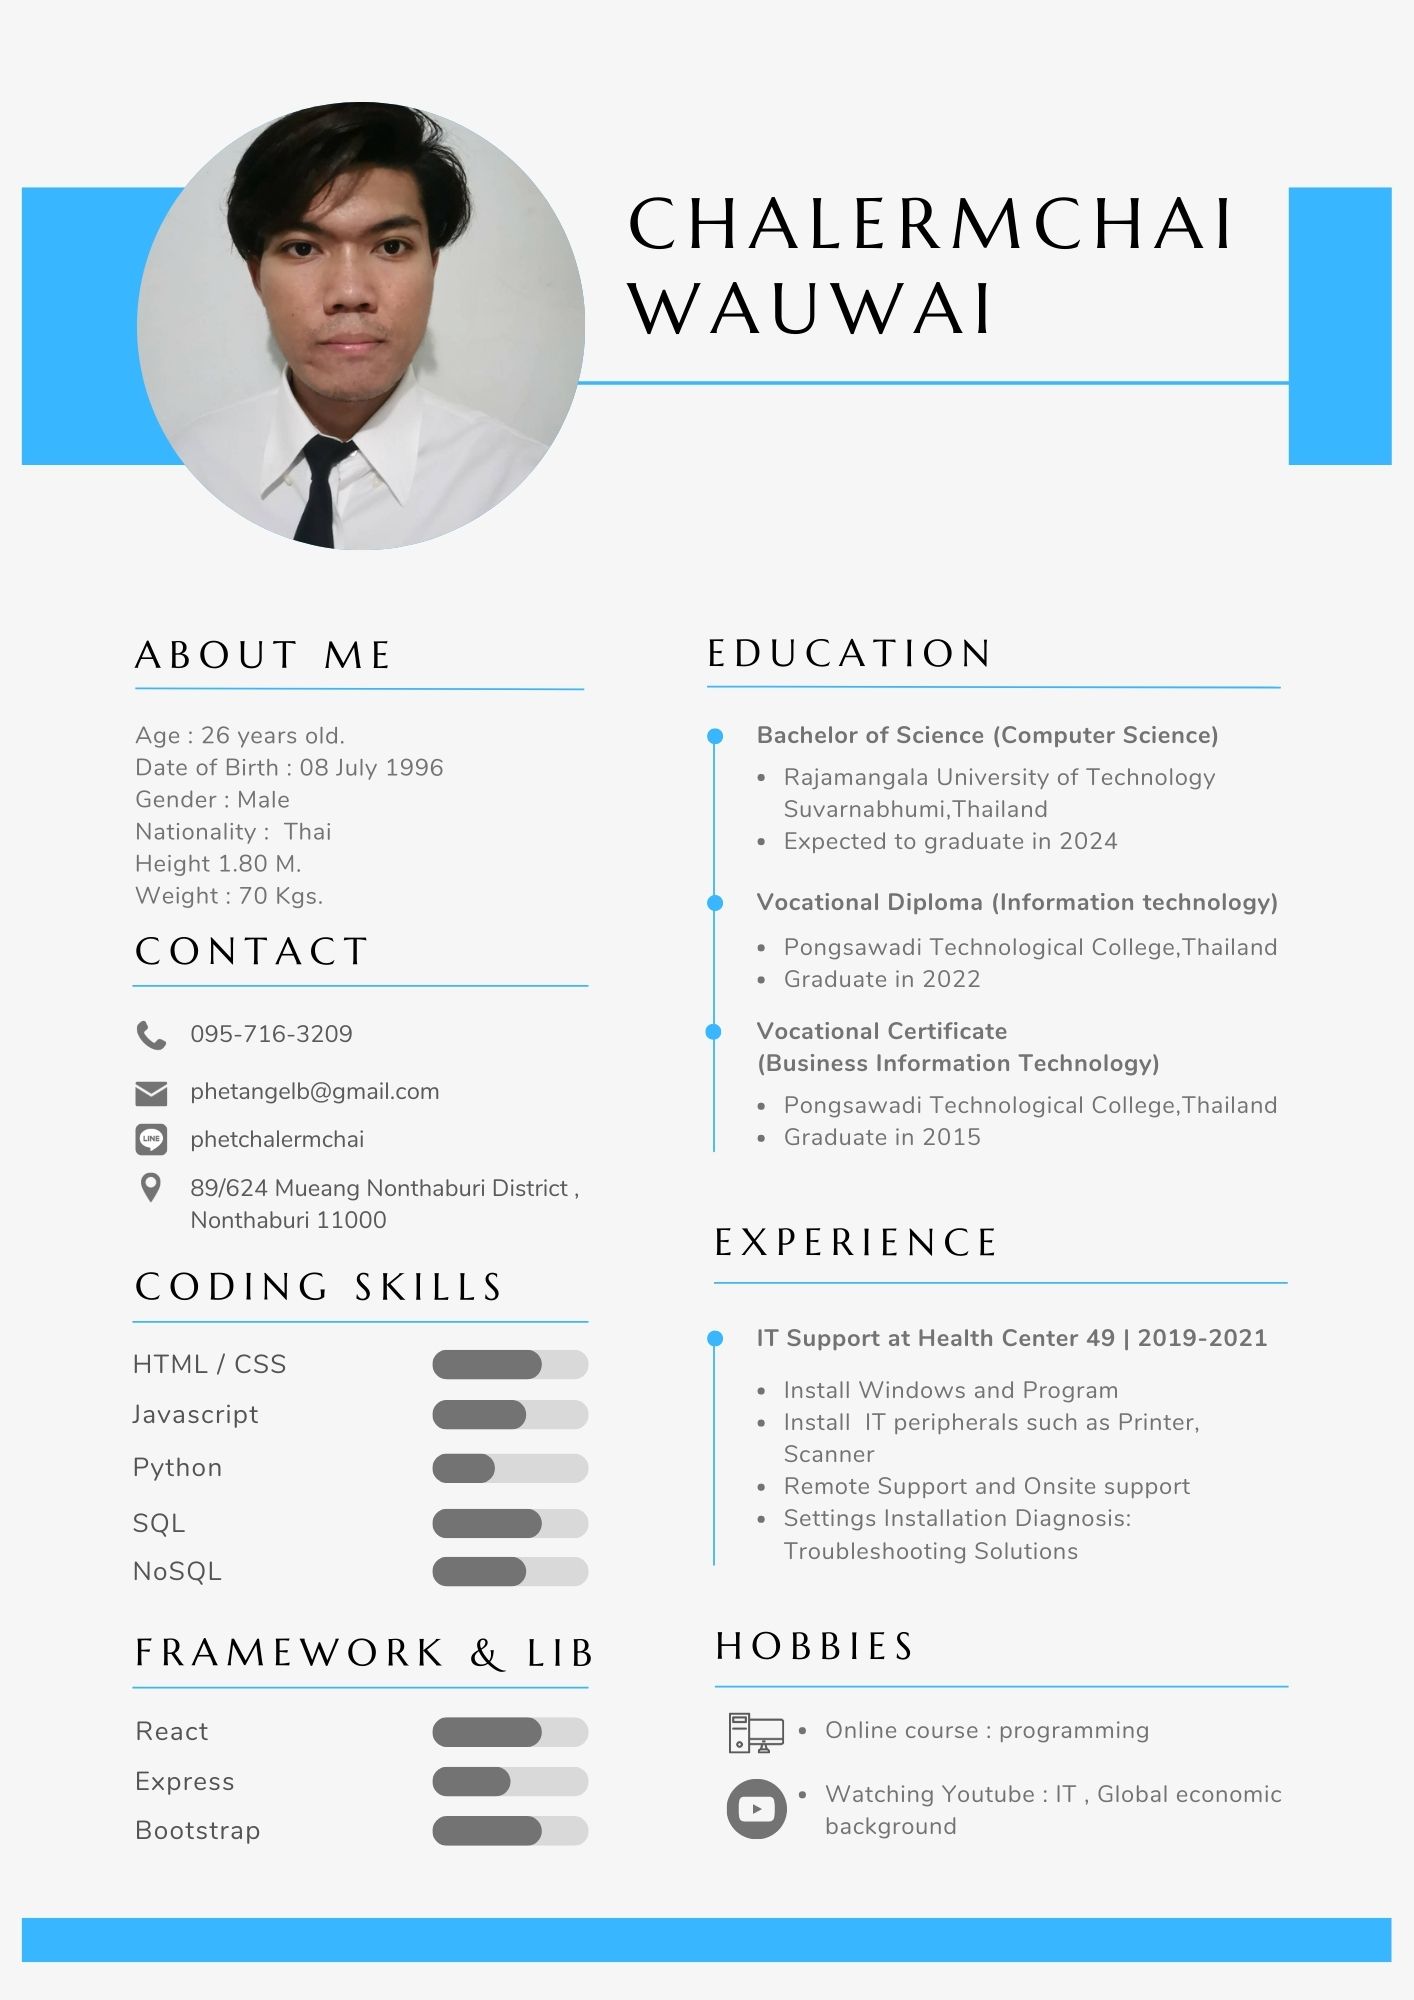 CHALERMCHAI
WAUWAI
ABOUT ME
Age : 26 years old.
Date of Birth : 08 July 1996
Gender : Male
Nationality :  Thai
Height 1.80 M.
Weight : 70 Kgs.
CONTACT
095-716-3209
phetangelb@gmail.com
LINE
phetchalermchai
89/624 Mueang Nonthaburi District ,
Nonthaburi 11000
CODING SKILLS
HTML / CSS
Javascript
Python
SQL
NoSQL
FRAMEWORK & LIB
React
Express
Bootstrap
EDUCATION
Bachelor of Science (Computer Science)
• Rajamangala University of Technology
Suvarnabhumi,Thailand
• Expected to graduate in 2024
Vocational Diploma (Information technology)
• Pongsawadi Technological College,Thailand
• Graduate in 2022
Vocational Certificate
(Business Information Technology)
• Pongsawadi Technological College,Thailand
• Graduate in 2015
EXPERIENCE
IT Support at Health Center 49 | 2019-2021
• Install Windows and Program
• Install  IT peripherals such as Printer,
Scanner
• Remote Support and Onsite support
• Settings Installation Diagnosis:
Troubleshooting Solutions
HOBBIES
• Online course : programming
• Watching Youtube : IT , Global economic
background